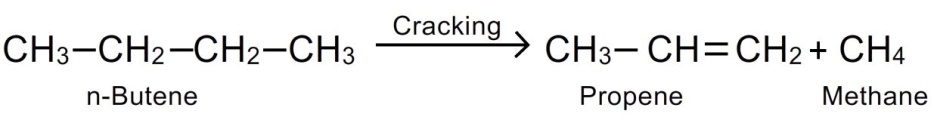 Cracking
CH₃–CH₂–CH₂–CH₃ ⟶ CH₃– CH=CH₂ + CH₄
n-Butene Propene Methane